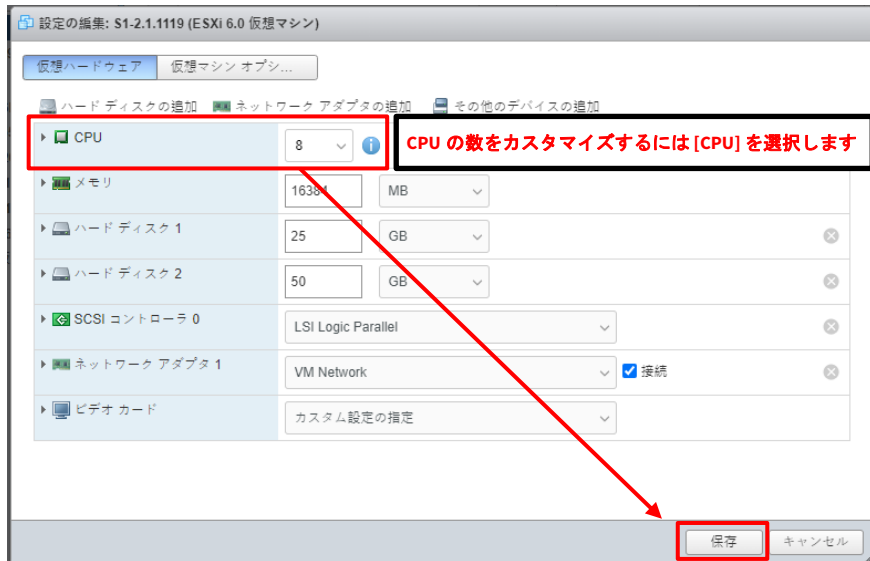 設定の編集: S1-2.1.1119 (ESXi 6.0 仮想マシン)
仮想ハードウェア 仮想マシン オプシ...
ハード ディスクの追加 ネットワーク アダプタの追加 その他のデバイスの追加
CPU 8 CPU の数をカスタマイズするには [CPU] を選択します
メモリ 16384 MB
ハード ディスク 1 25 GB
ハード ディスク 2 50 GB
SCSI コントローラ 0 LSI Logic Parallel
ネットワーク アダプタ 1 VM Network 接続
ビデオ カード カスタム設定の指定
保存 キャンセル